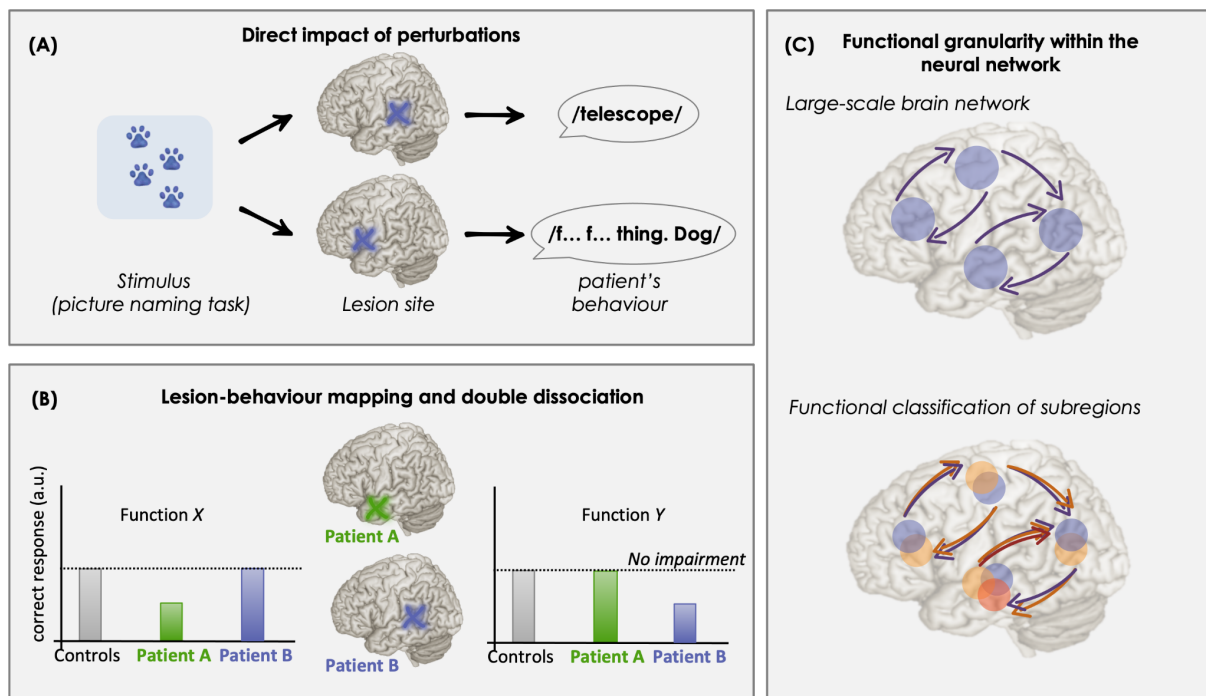 (A)
Direct impact of perturbations
/telescope/
/f... f... thing. Dog/
Stimulus
(picture naming task)
Lesion site
patient's
behaviour
(B)
Lesion-behaviour mapping and double dissociation
correct response (a.u.)
Function X
Controls
Patient A
Patient B
Patient A
Patient B
Function Y
No impairment
Controls
Patient A
Patient B
(C)
Functional granularity within the
neural network
Large-scale brain network
Functional classification of subregions